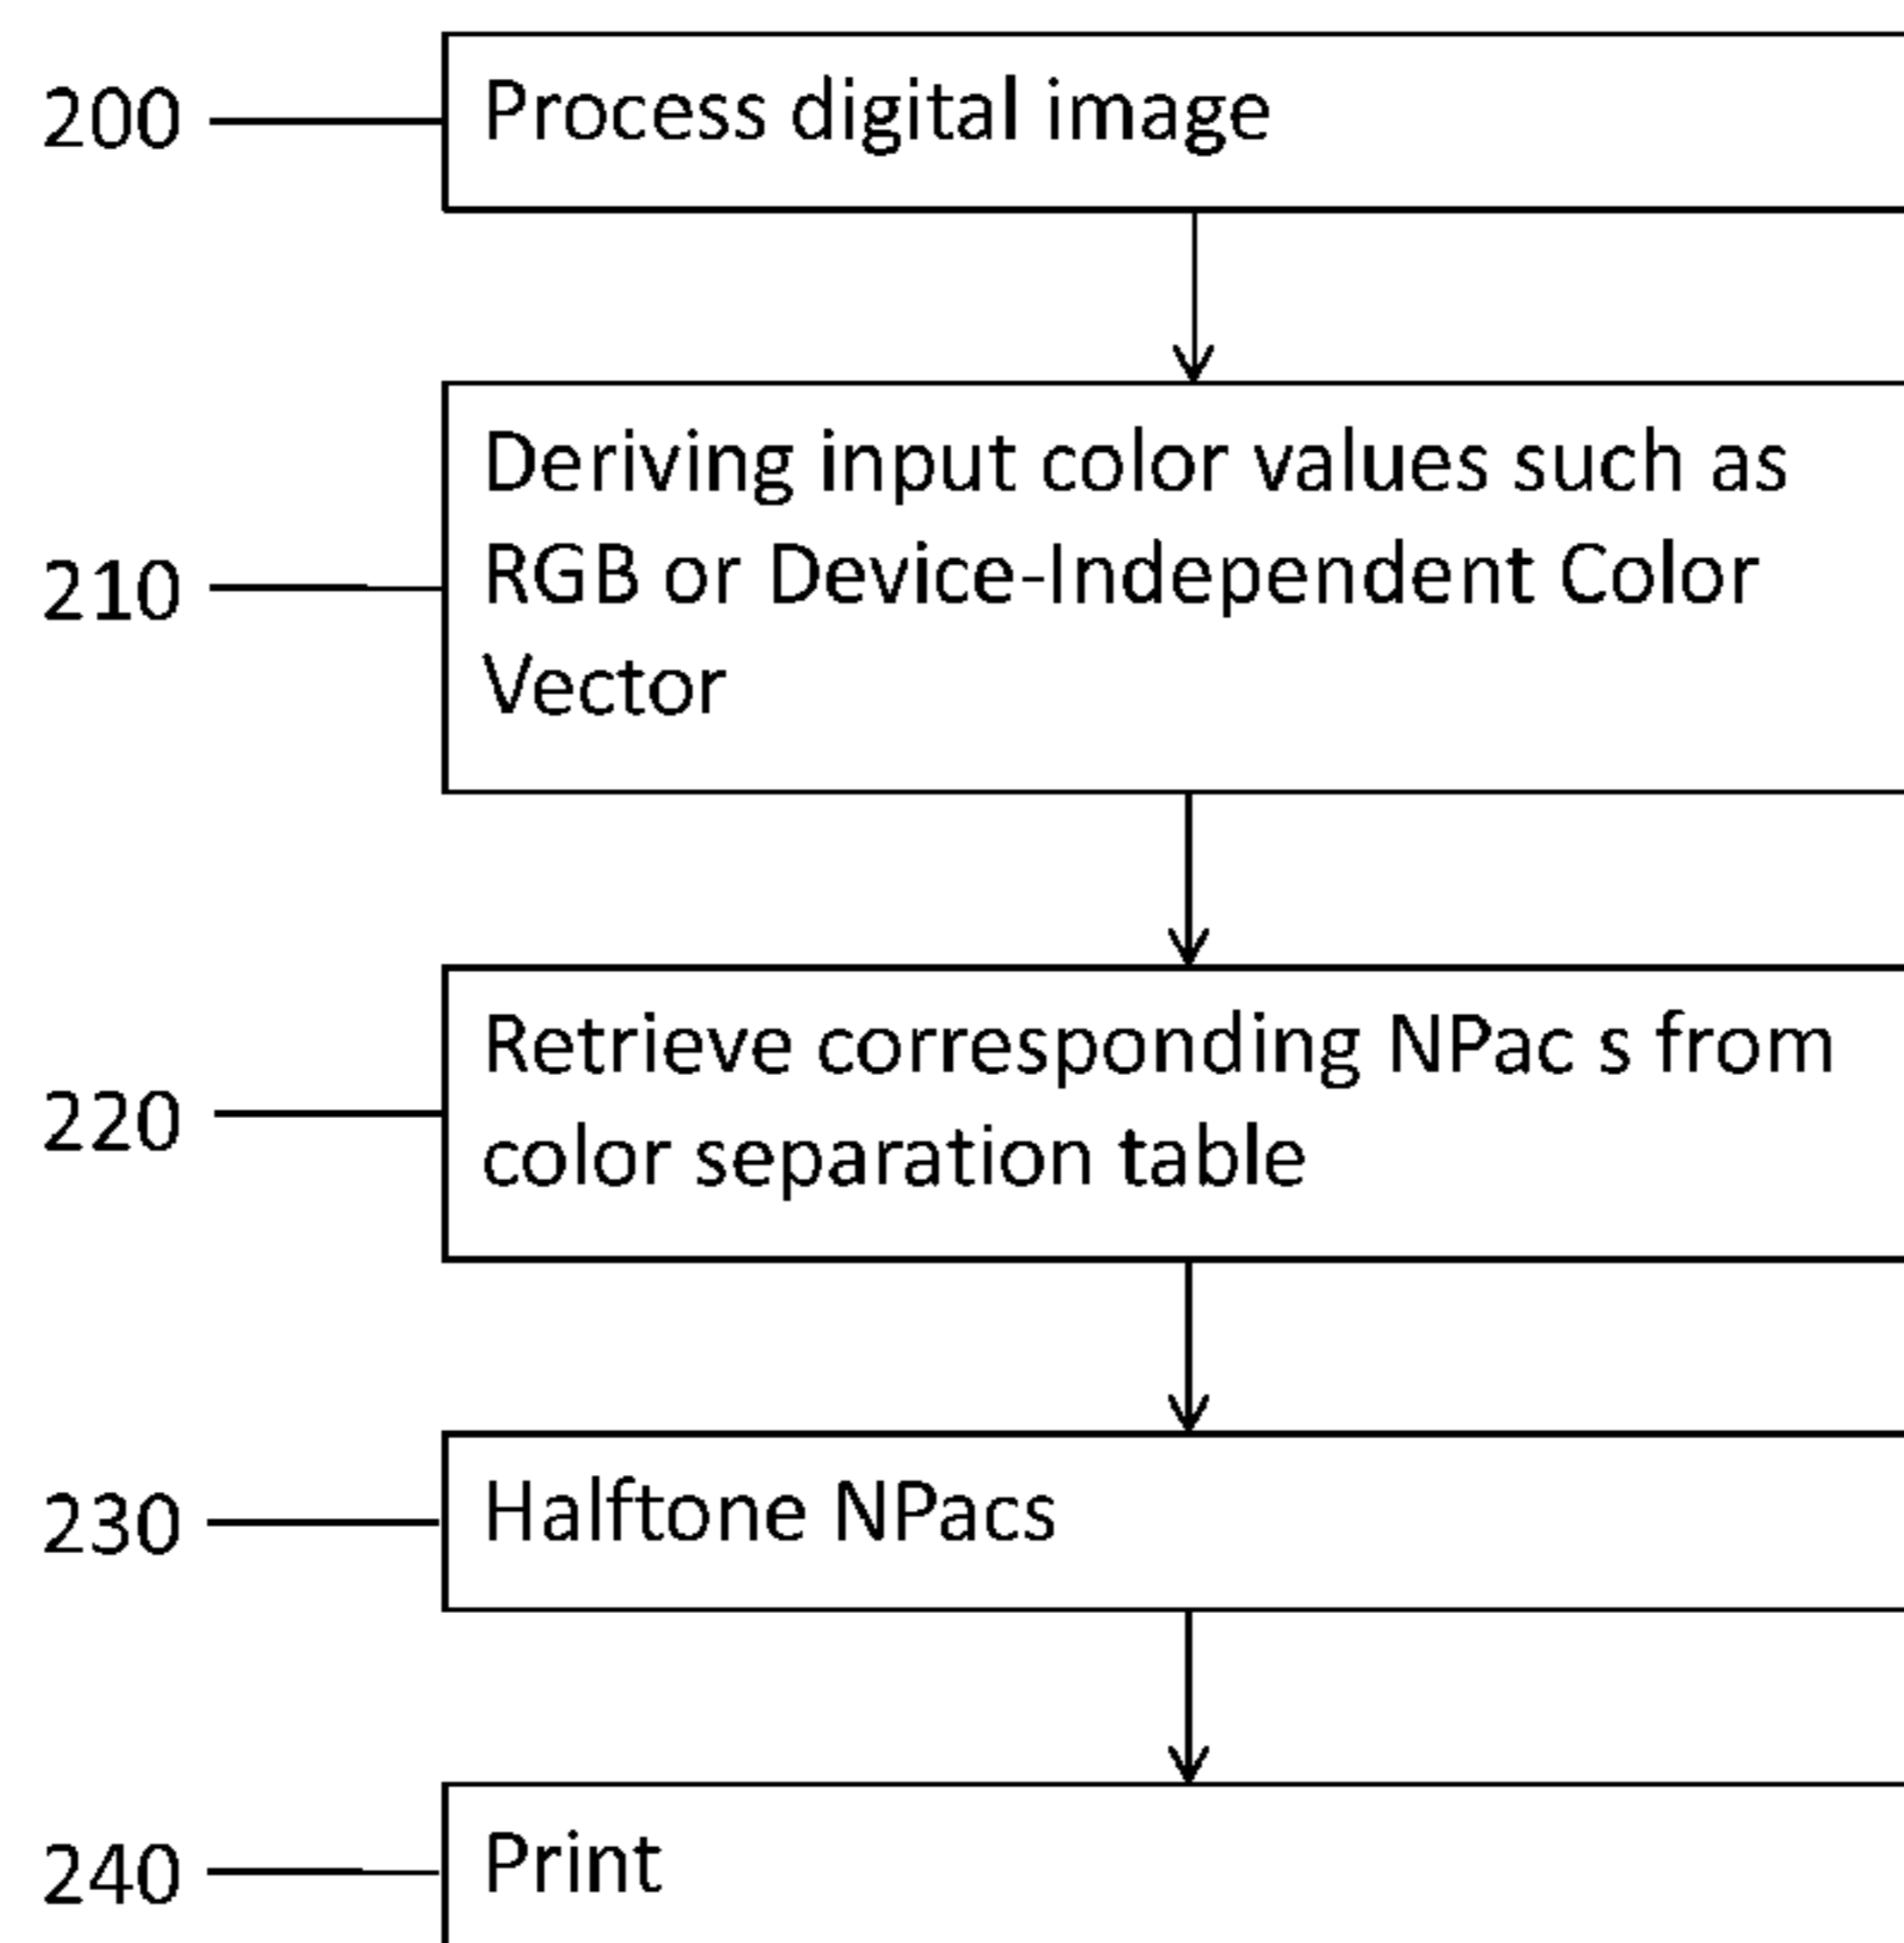 200
Process digital image
210
Deriving input color values such as
RGB or Device-Independent Color
Vector
220
Retrieve corresponding NPac s from
color separation table
230
Halftone NPacs
240
Print